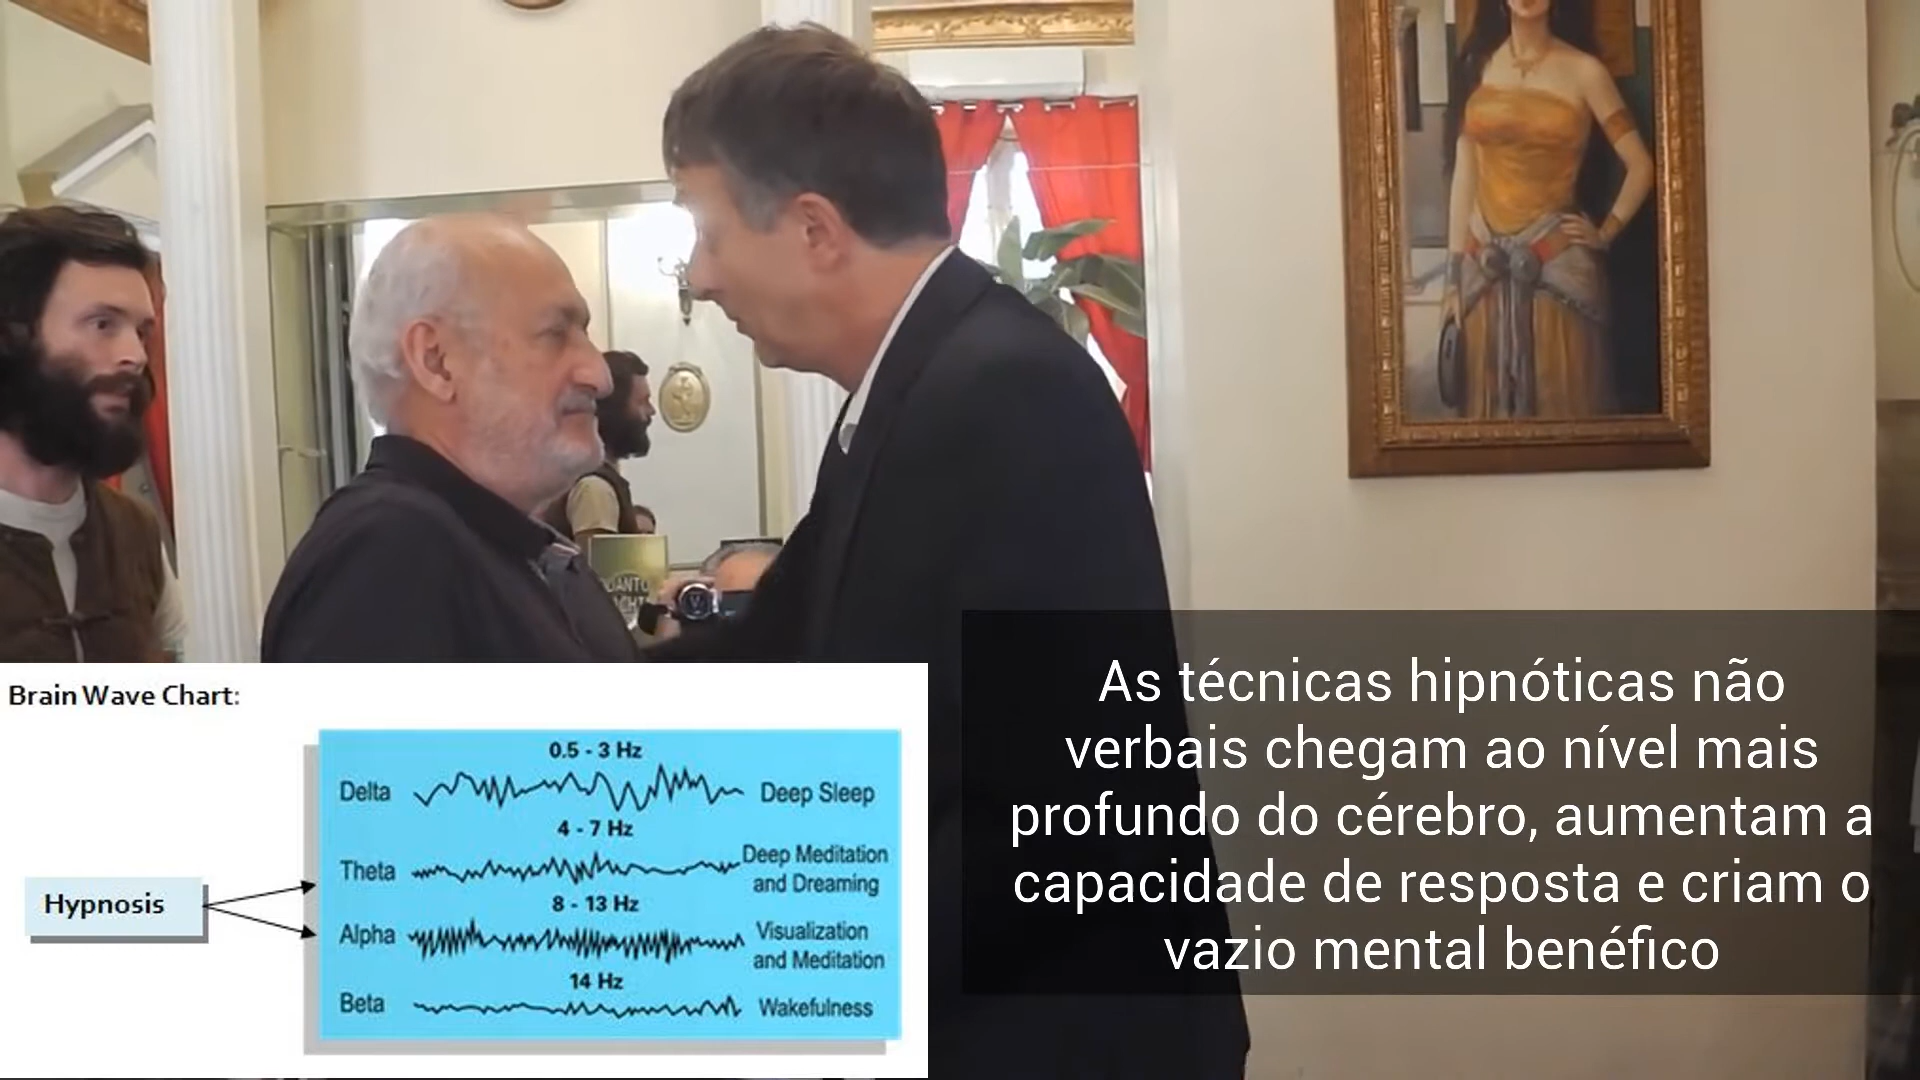 Brain Wave Chart:
0.5 - 3 Hz
Delta
Deep Sleep
4 - 7 Hz
Theta
Deep Meditation
and Dreaming
Hypnosis
8 - 13 Hz
Alpha
Visualization
and Meditation
14 Hz
Beta
Wakefulness
As técnicas hipnóticas não
verbais chegam ao nível mais
profundo do cérebro, aumentam a
capacidade de resposta e criam o
vazio mental benéfico